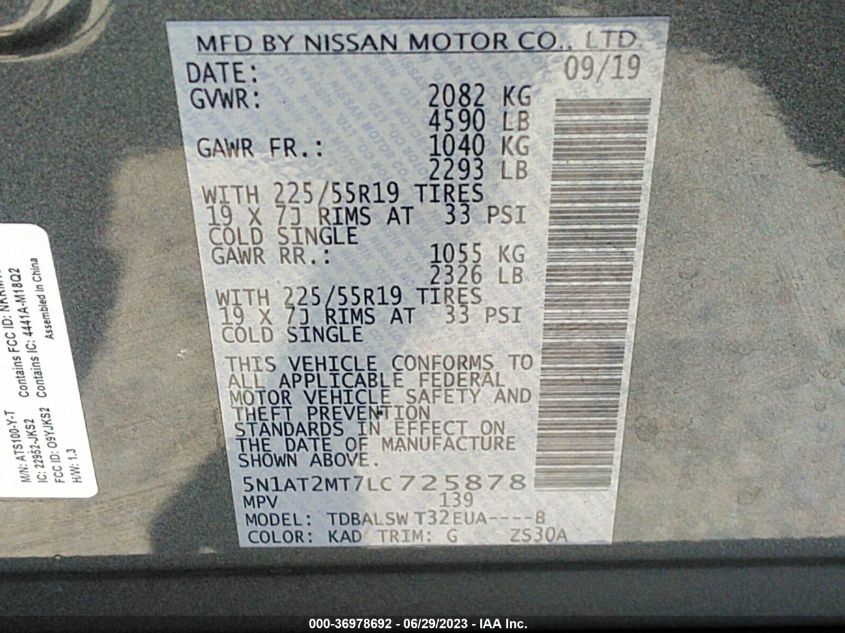 MFD BY NISSAN MOTOR CO., LTD.
DATE: 09/19
GVWR: 2082 KG
4590 LB
GAWR FR.: 1040 KG
2293 LB
WITH 225/55R19 TIRES
19 X 7J RIMS AT 33 PSI
COLD SINGLE
GAWR RR.: 1055 KG
2326 LB
WITH 225/55R19 TIRES
19 X 7J RIMS AT 33 PSI
COLD SINGLE
THIS VEHICLE CONFORMS TO
ALL APPLICABLE FEDERAL
MOTOR VEHICLE SAFETY AND
THEFT PREVENTION
STANDARDS IN EFFECT ON
THE DATE OF MANUFACTURE
SHOWN ABOVE.
5N1AT2MT7LC725878
MPV 139
MODEL: TDBALSW T32EUA----B
COLOR: KAD TRIM: G ZS30A
M/N: ATS100-Y-T Contains FCC ID:
IC: 22952-JKS2 Contains IC: 4441A-M18Q2
FCC ID: O9YJKS2 Assembled in China
H/W: 1.3
000-36978692 - 06/29/2023 - IAA Inc.